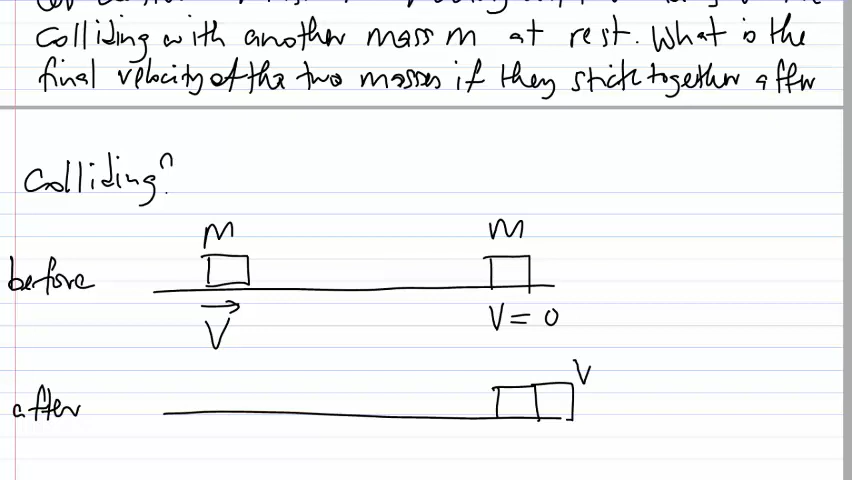 colliding with another mass m at rest. What is the
final velocity of the two masses if they stick together after
Colliding?
M M
before
V V = 0
V
after